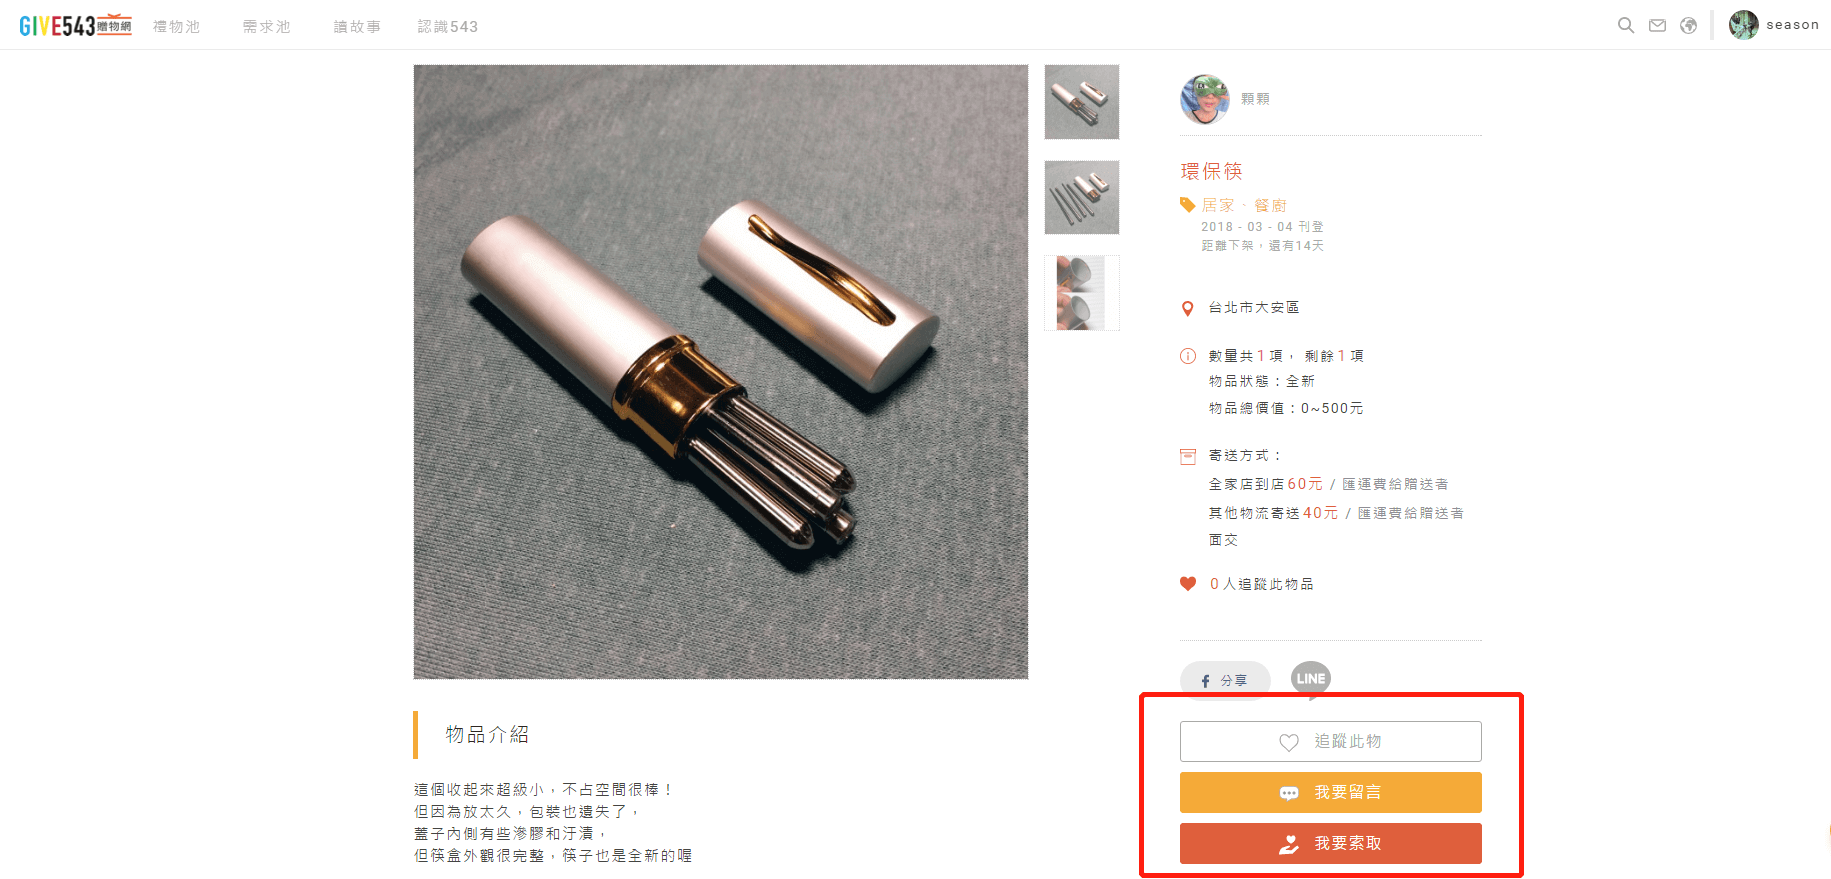 GIVE543贈物網
禮物池
需求池
讀故事
認識543
season
顆顆
環保筷
居家 · 餐廚
2018 - 03 - 04 刊登
距離下架，還有14天
台北市大安區
數量共1項， 剩餘1項
物品狀態：全新
物品總價值：0~500元
寄送方式：
全家店到店60元 / 匯運費給贈送者
其他物流寄送40元 / 匯運費給贈送者
面交
0人追蹤此物品
分享
LINE
追蹤此物
我要留言
我要索取
物品介紹
這個收起來超級小，不占空間很棒！
但因為放太久，包裝也遺失了，
蓋子內側有些滲膠和汙漬，
但筷盒外觀很完整，筷子也是全新的喔